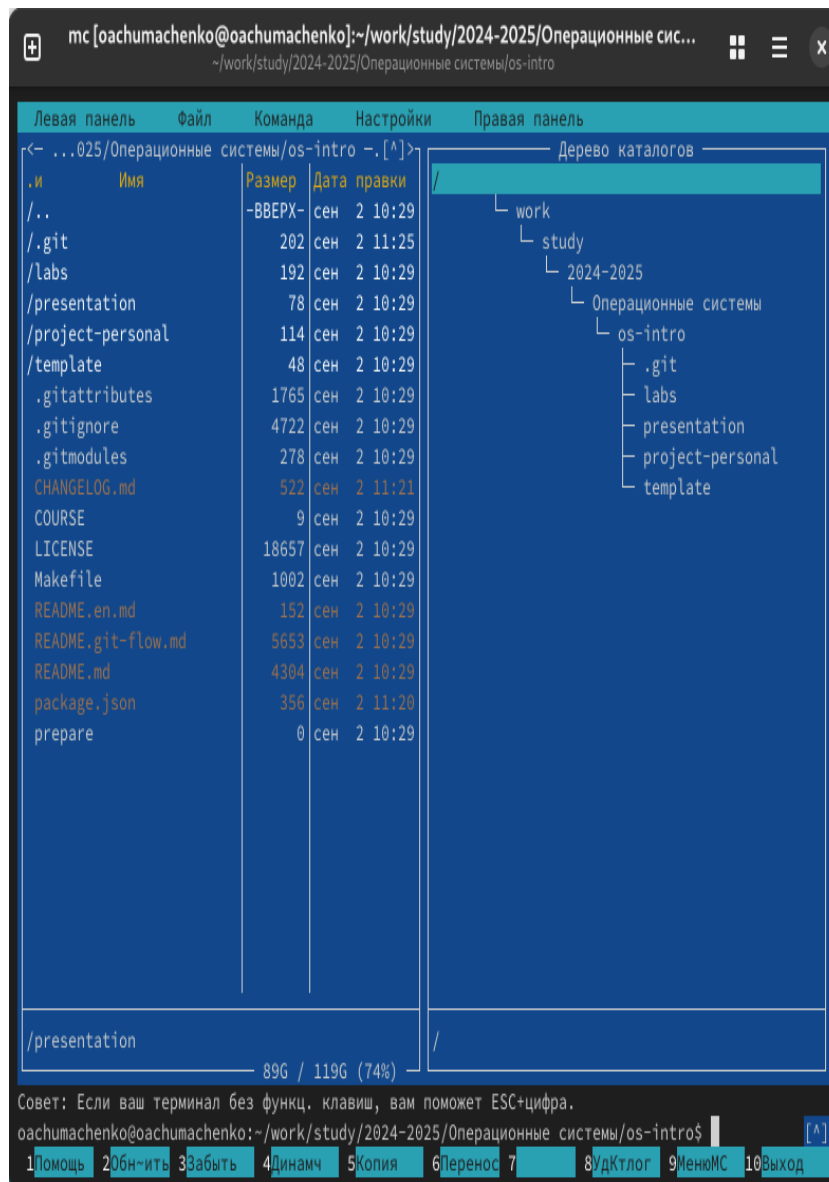 mc [oachumachenko@oachumachenko]:~/work/study/2024-2025/Операционные сис...
~/work/study/2024-2025/Операционные системы/os-intro
Левая панель Файл Команда Настройки Правая панель
<— ...025/Операционные системы/os-intro —.[^]> Дерево каталогов
.и Имя Размер Дата правки /
/.. -ВВЕРХ- сен 2 10:29 work
/.git 202 сен 2 11:25 study
/labs 192 сен 2 10:29 2024-2025
/presentation 78 сен 2 10:29 Операционные системы
/project-personal 114 сен 2 10:29 os-intro
/template 48 сен 2 10:29 .git
.gitattributes 1765 сен 2 10:29 labs
.gitignore 4722 сен 2 10:29 presentation
.gitmodules 278 сен 2 10:29 project-personal
CHANGELOG.md 522 сен 2 11:21 template
COURSE 9 сен 2 10:29
LICENSE 18657 сен 2 10:29
Makefile 1002 сен 2 10:29
README.en.md 152 сен 2 10:29
README.git-flow.md 5653 сен 2 10:29
README.md 4304 сен 2 10:29
package.json 356 сен 2 11:20
prepare 0 сен 2 10:29
/presentation /
89G / 119G (74%)
Совет: Если ваш терминал без функц. клавиш, вам поможет ESC+цифра.
oachumachenko@oachumachenko:~/work/study/2024-2025/Операционные системы/os-intro$ [^]
1Помощь 2Обн~ить 3Забыть 4Динамч 5Копия 6Перенос 7 8УдКтлог 9МенюМС 10Выход